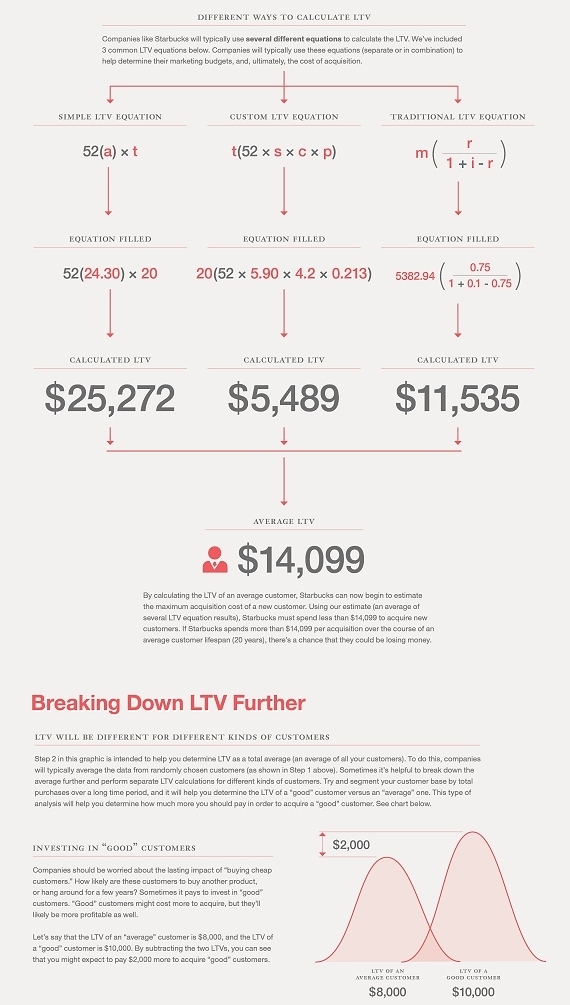 DIFFERENT WAYS TO CALCULATE LTV
Companies like Starbucks will typically use several different equations to calculate the LTV. We've included
3 common LTV equations below. Companies will typically use these equations (separate or in combination) to
help determine their marketing budgets, and, ultimately, the cost of acquisition.
SIMPLE LTV EQUATION
52(a) × t
EQUATION FILLED
52(24.30) × 20
CALCULATED LTV
$25,272
CUSTOM LTV EQUATION
t(52 × s × c × p)
EQUATION FILLED
20(52 × 5.90 × 4.2 × 0.213)
CALCULATED LTV
$5,489
TRADITIONAL LTV EQUATION
m ( r
1 + i - r )
EQUATION FILLED
5382.94 ( 0.75
1 + 0.1 - 0.75 )
CALCULATED LTV
$11,535
AVERAGE LTV
$14,099
By calculating the LTV of an average customer, Starbucks can now begin to estimate
the maximum acquisition cost of a new customer. Using our estimate (an average of
several LTV equation results), Starbucks must spend less than $14,099 to acquire new
customers. If Starbucks spends more than $14,099 per acquisition over the course of an
average customer lifespan (20 years), there's a chance that they could be losing money.
Breaking Down LTV Further
LTV WILL BE DIFFERENT FOR DIFFERENT KINDS OF CUSTOMERS
Step 2 in this graphic is intended to help you determine LTV as a total average (an average of all your customers). To do this, companies
will typically average the data from randomly chosen customers (as shown in Step 1 above). Sometimes it's helpful to break down the
average further and perform separate LTV calculations for different kinds of customers. Try and segment your customer base by total
purchases over a long time period, and it will help you determine the LTV of a "good" customer versus an "average" one. This type of
analysis will help you determine how much more you should pay in order to acquire a "good" customer. See chart below.
INVESTING IN "GOOD" CUSTOMERS
Companies should be worried about the lasting impact of "buying cheap
customers." How likely are these customers to buy another product,
or hang around for a few years? Sometimes it pays to invest in "good"
customers. "Good" customers might cost more to acquire, but they'll
likely be more profitable as well.
Let's say that the LTV of an "average" customer is $8,000, and the LTV of
a "good" customer is $10,000. By subtracting the two LTVs, you can see
that you might expect to pay $2,000 more to acquire "good" customers.
$2,000
LTV OF AN
AVERAGE CUSTOMER
$8,000
LTV OF A
GOOD CUSTOMER
$10,000